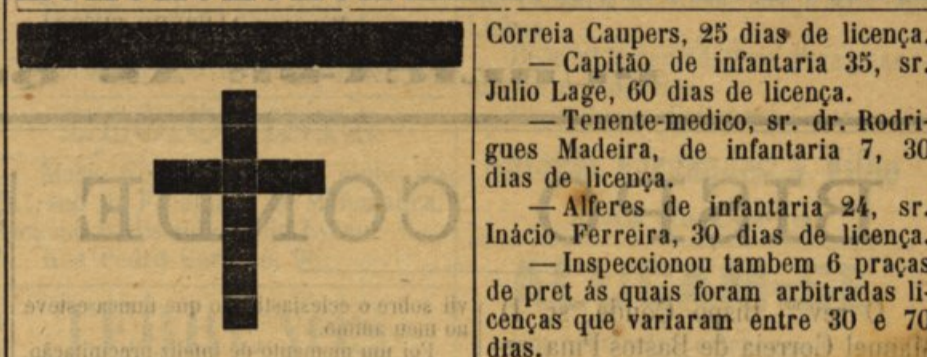 Correia Caupers, 25 dias de licença.
— Capitão de infantaria 35, sr.
Julio Lage, 60 dias de licença.
— Tenente-medico, sr. dr. Rodri-
gues Madeira, de infantaria 7, 30
dias de licença.
— Alferes de infantaria 24, sr.
Inácio Ferreira, 30 dias de licença.
— Inspeccionou tambem 6 praças
de pret ás quais foram arbitradas li-
cenças que variaram entre 30 e 70
dias.